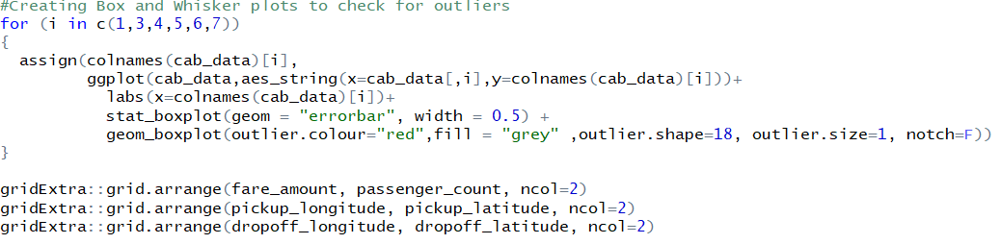 #Creating Box and Whisker plots to check for outliers
for (i in c(1,3,4,5,6,7))
{
  assign(colnames(cab_data)[i],
         ggplot(cab_data,aes_string(x=cab_data[,i],y=colnames(cab_data)[i]))+
           labs(x=colnames(cab_data)[i])+
           stat_boxplot(geom = "errorbar", width = 0.5) +
           geom_boxplot(outlier.colour="red",fill = "grey" ,outlier.shape=18, outlier.size=1, notch=F))
}

gridExtra::grid.arrange(fare_amount, passenger_count, ncol=2)
gridExtra::grid.arrange(pickup_longitude, pickup_latitude, ncol=2)
gridExtra::grid.arrange(dropoff_longitude, dropoff_latitude, ncol=2)